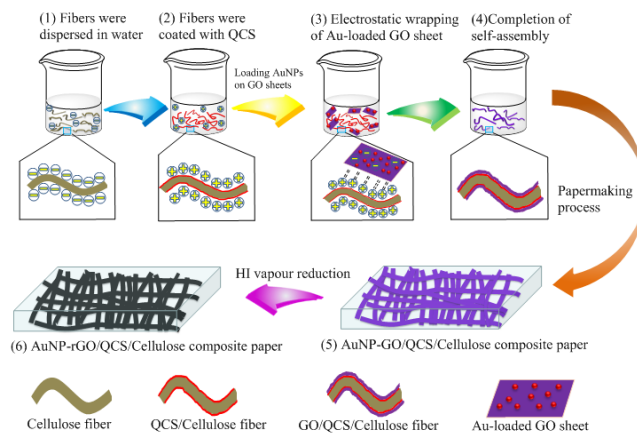 (1) Fibers were
dispersed in water
(2) Fibers were
coated with QCS
Loading AuNPs
on GO sheets
(3) Electrostatic wrapping
of Au-loaded GO sheet
(4)Completion of
self-assembly
Papermaking
process
HI vapour reduction
(6) AuNP-rGO/QCS/Cellulose composite paper
(5) AuNP-GO/QCS/Cellulose composite paper
Cellulose fiber
QCS/Cellulose fiber
GO/QCS/Cellulose fiber
Au-loaded GO sheet